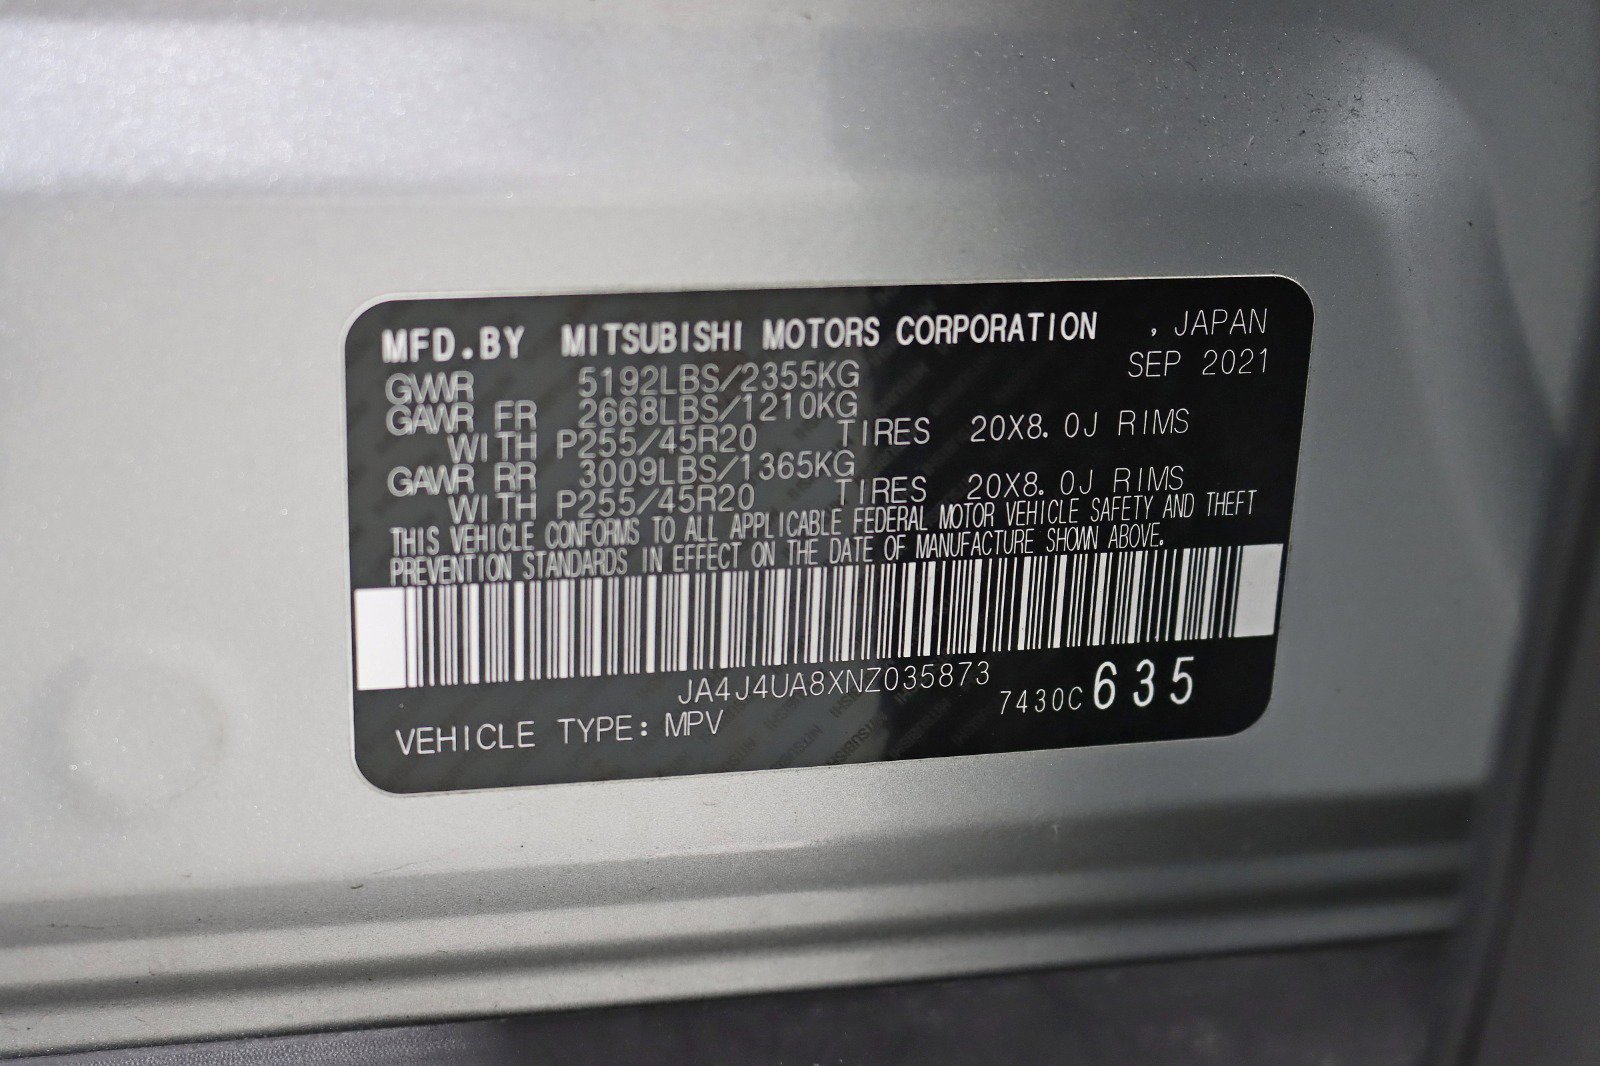 MFD.BY MITSUBISHI MOTORS CORPORATION , JAPAN
SEP 2021
GVWR 5192LBS/2355KG
GAWR FR 2668LBS/1210KG
WITH P255/45R20 TIRES 20X8.0J RIMS
GAWR RR 3009LBS/1365KG
WITH P255/45R20 TIRES 20X8.0J RIMS
THIS VEHICLE CONFORMS TO ALL APPLICABLE FEDERAL MOTOR VEHICLE SAFETY AND THEFT
PREVENTION STANDARDS IN EFFECT ON THE DATE OF MANUFACTURE SHOWN ABOVE.
JA4J4UA8XNZ035873
7430C 635
VEHICLE TYPE: MPV